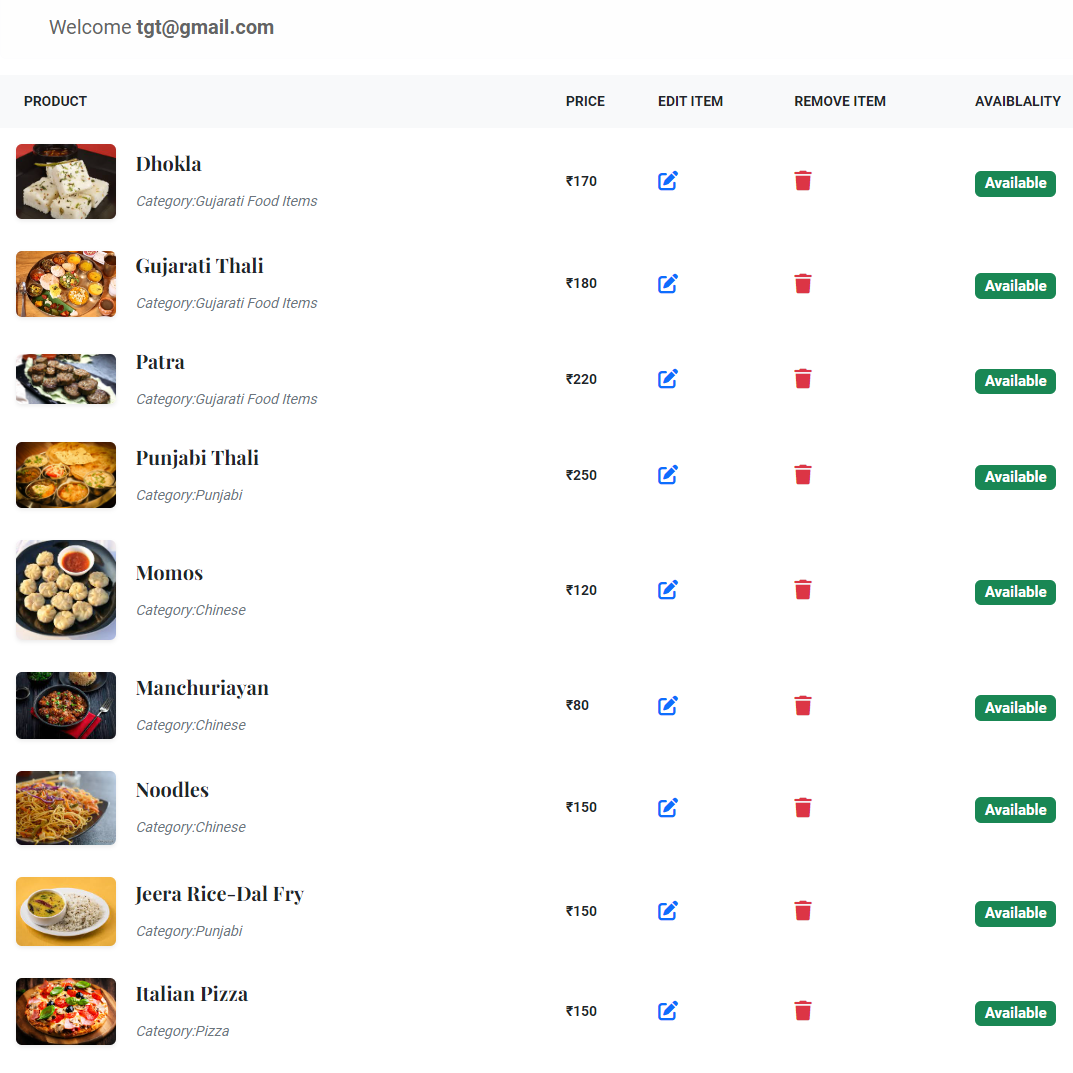 Welcome tgt@gmail.com
PRODUCT PRICE EDIT ITEM REMOVE ITEM AVAIBLALITY
Dhokla
Category:Gujarati Food Items
₹170
Available
Gujarati Thali
Category:Gujarati Food Items
₹180
Available
Patra
Category:Gujarati Food Items
₹220
Available
Punjabi Thali
Category:Punjabi
₹250
Available
Momos
Category:Chinese
₹120
Available
Manchuriayan
Category:Chinese
₹80
Available
Noodles
Category:Chinese
₹150
Available
Jeera Rice-Dal Fry
Category:Punjabi
₹150
Available
Italian Pizza
Category:Pizza
₹150
Available